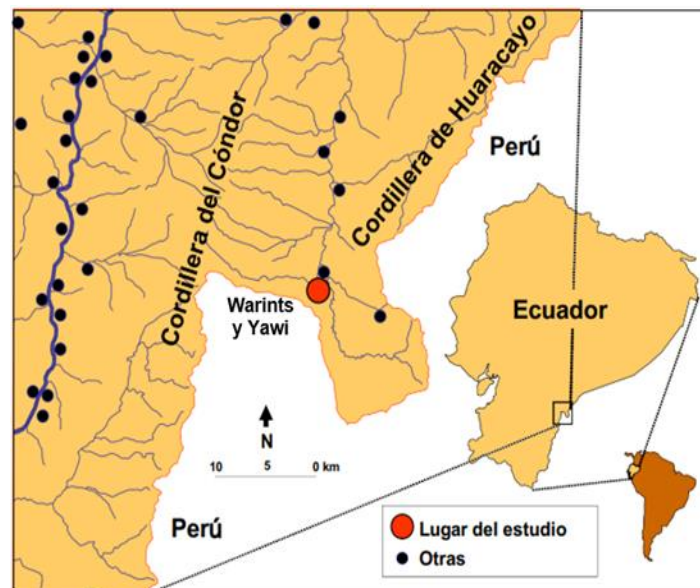 Cordillera del Cóndor
Cordillera de Huaracayo
Perú
Ecuador
Warints
y Yawi
N
10 5 0 km
Perú
Lugar del estudio
Otras